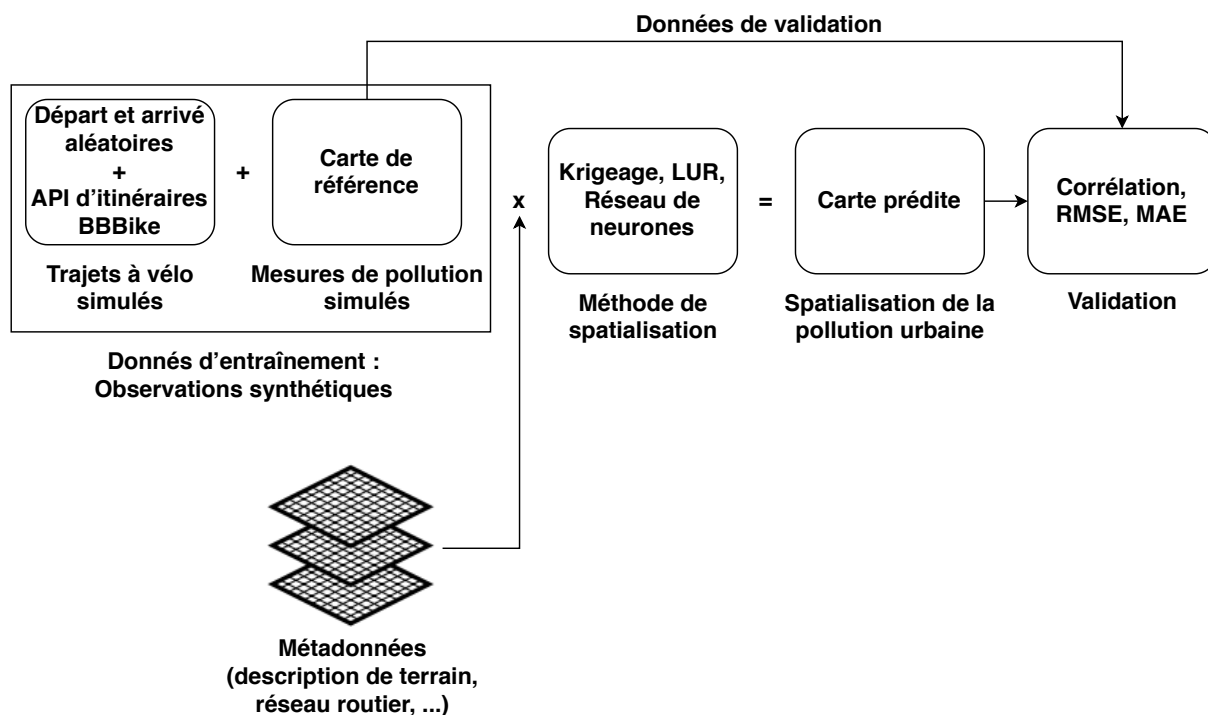 Données de validation
Départ et arrivé
aléatoires
+
API d'itinéraires
BBBike
+
Carte de
référence
x
Krigeage, LUR,
Réseau de
neurones
=
Carte prédite
Corrélation,
RMSE, MAE
Trajets à vélo
simulés
Mesures de pollution
simulés
Méthode de
spatialisation
Spatialisation de la
pollution urbaine
Validation
Donnés d'entraînement :
Observations synthétiques
Métadonnées
(description de terrain,
réseau routier, ...)